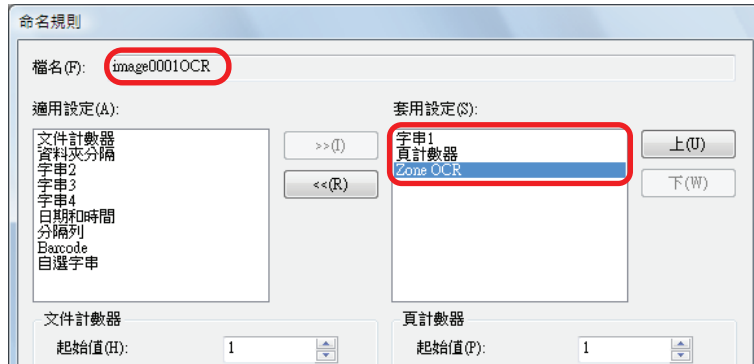 命名規則
檔名(F): image0001OCR
適用設定(A): 套用設定(S):
文件計數器
資料夾分隔
字串2
字串3
字串4
日期和時間
分隔列
Barcode
自選字串
>>(I)
<<(R)
字串1
頁計數器
Zone OCR
上(U)
下(W)
文件計數器 頁計數器
起始值(H): 1 起始值(P): 1